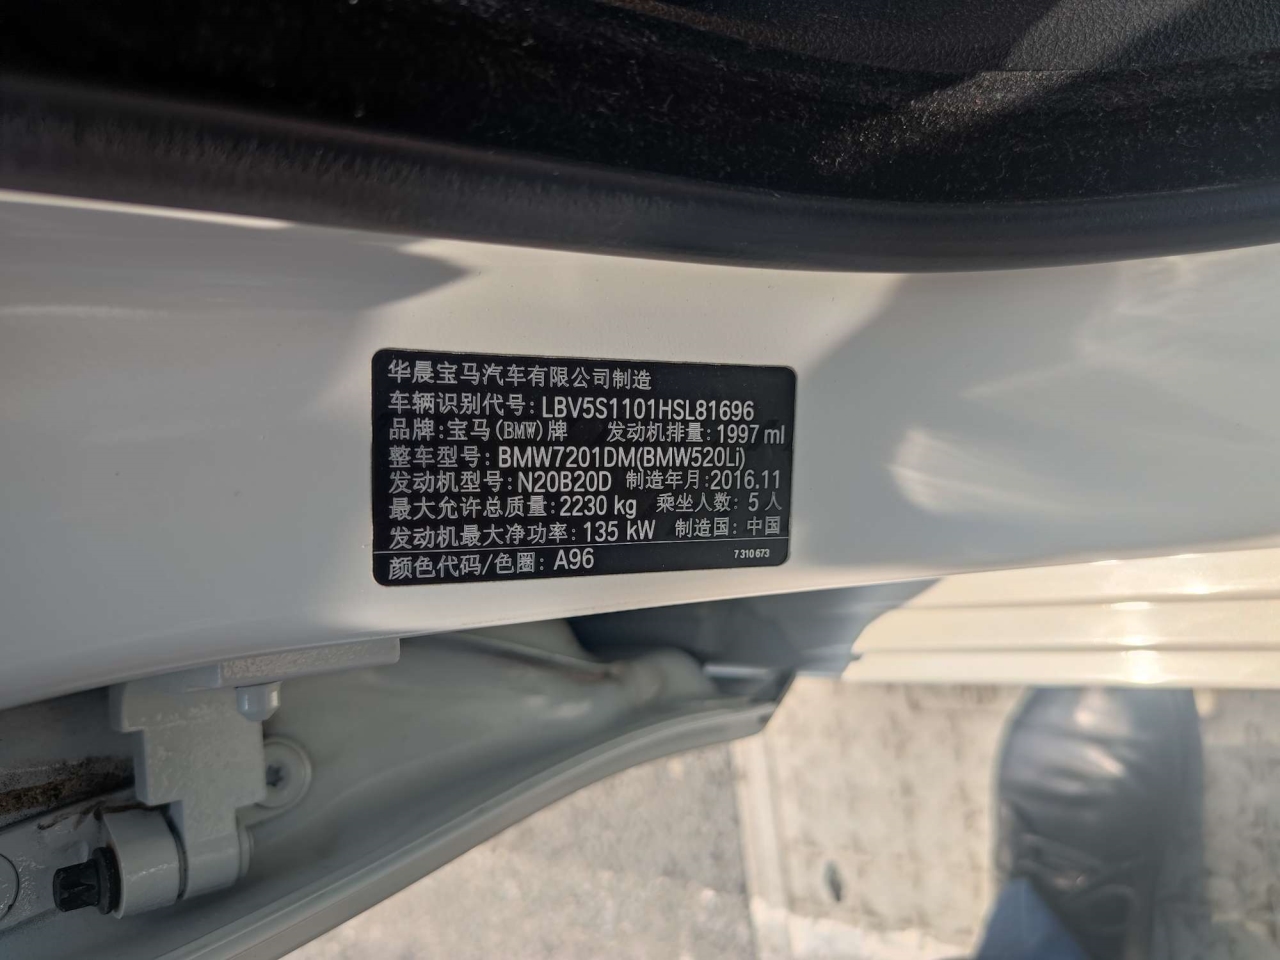 华晨宝马汽车有限公司制造
车辆识别代号: LBV5S1101HSL81696
品牌:宝马(BMW)牌 发动机排量: 1997 ml
整车型号: BMW7201DM(BMW520Li)
发动机型号: N20B20D 制造年月:2016.11
最大允许总质量: 2230 kg 乘坐人数: 5 人
发动机最大净功率: 135 kW 制造国: 中国
颜色代码/色圈: A96 7 310 673